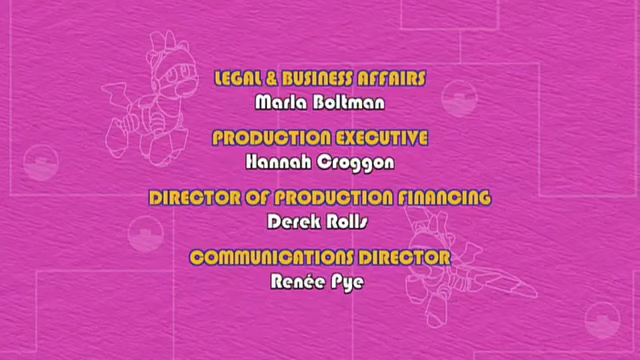 LEGAL & BUSINESS AFFAIRS
Marla Boltman
PRODUCTION EXECUTIVE
Hannah Croggon
DIRECTOR OF PRODUCTION FINANCING
Derek Rolls
COMMUNICATIONS DIRECTOR
Renée Pye